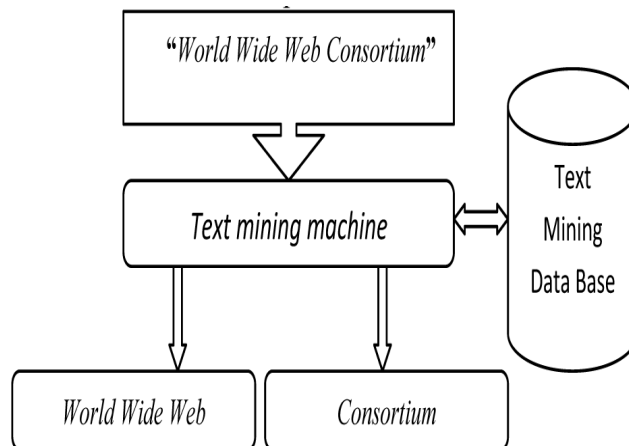 “World Wide Web Consortium”
Text mining machine
Text
Mining
Data Base
World Wide Web
Consortium